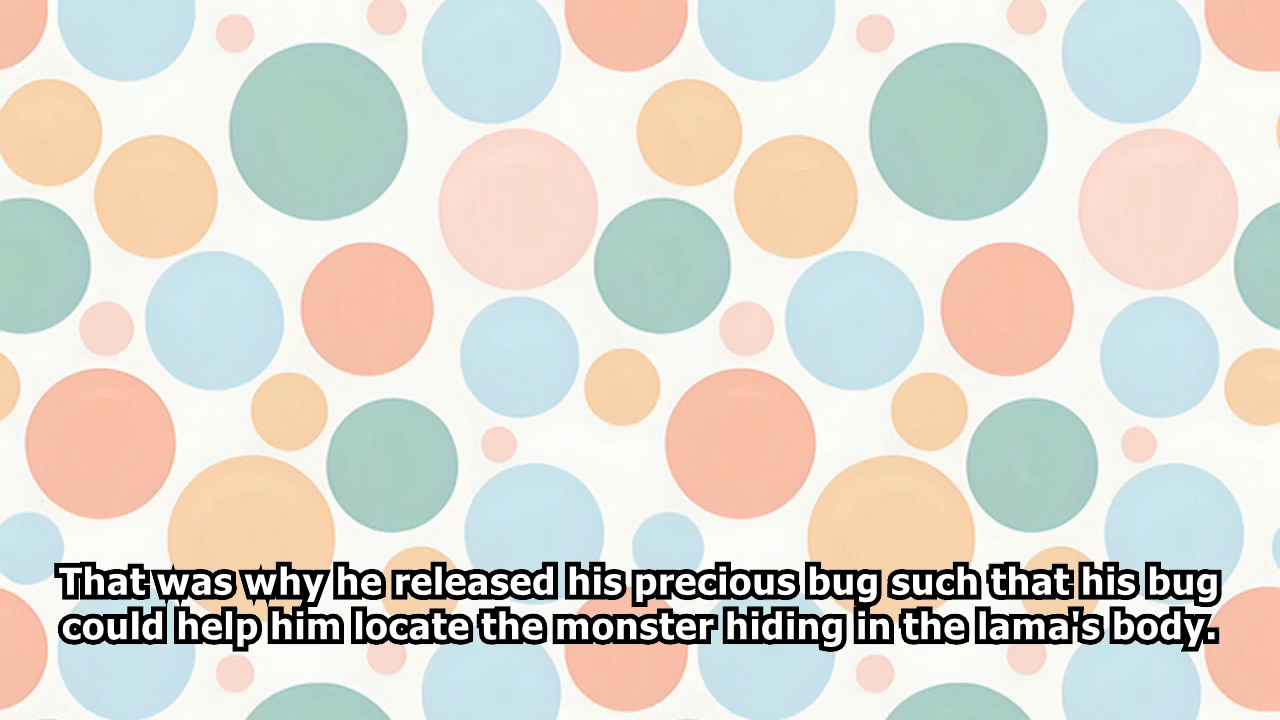 That was why he released his precious bug such that his bug
could help him locate the monster hiding in the lama's body.